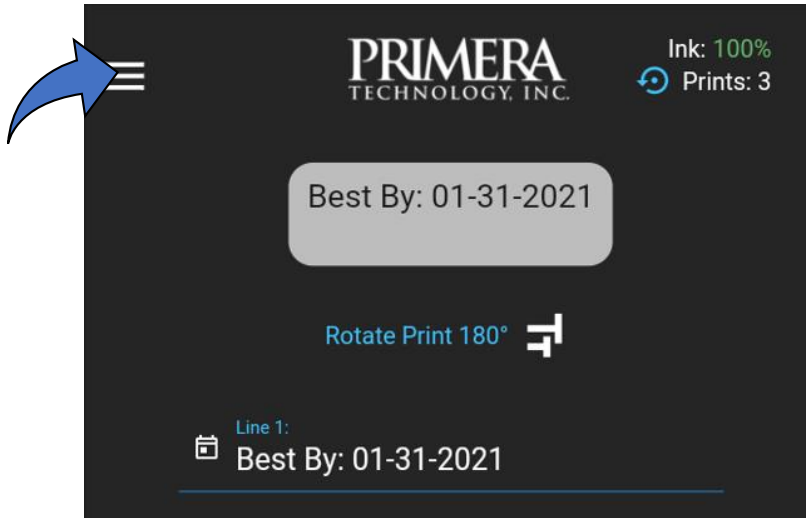 PRIMERA
TECHNOLOGY, INC.
Ink: 100%
Prints: 3
Best By: 01-31-2021
Rotate Print 180°
Line 1:
Best By: 01-31-2021